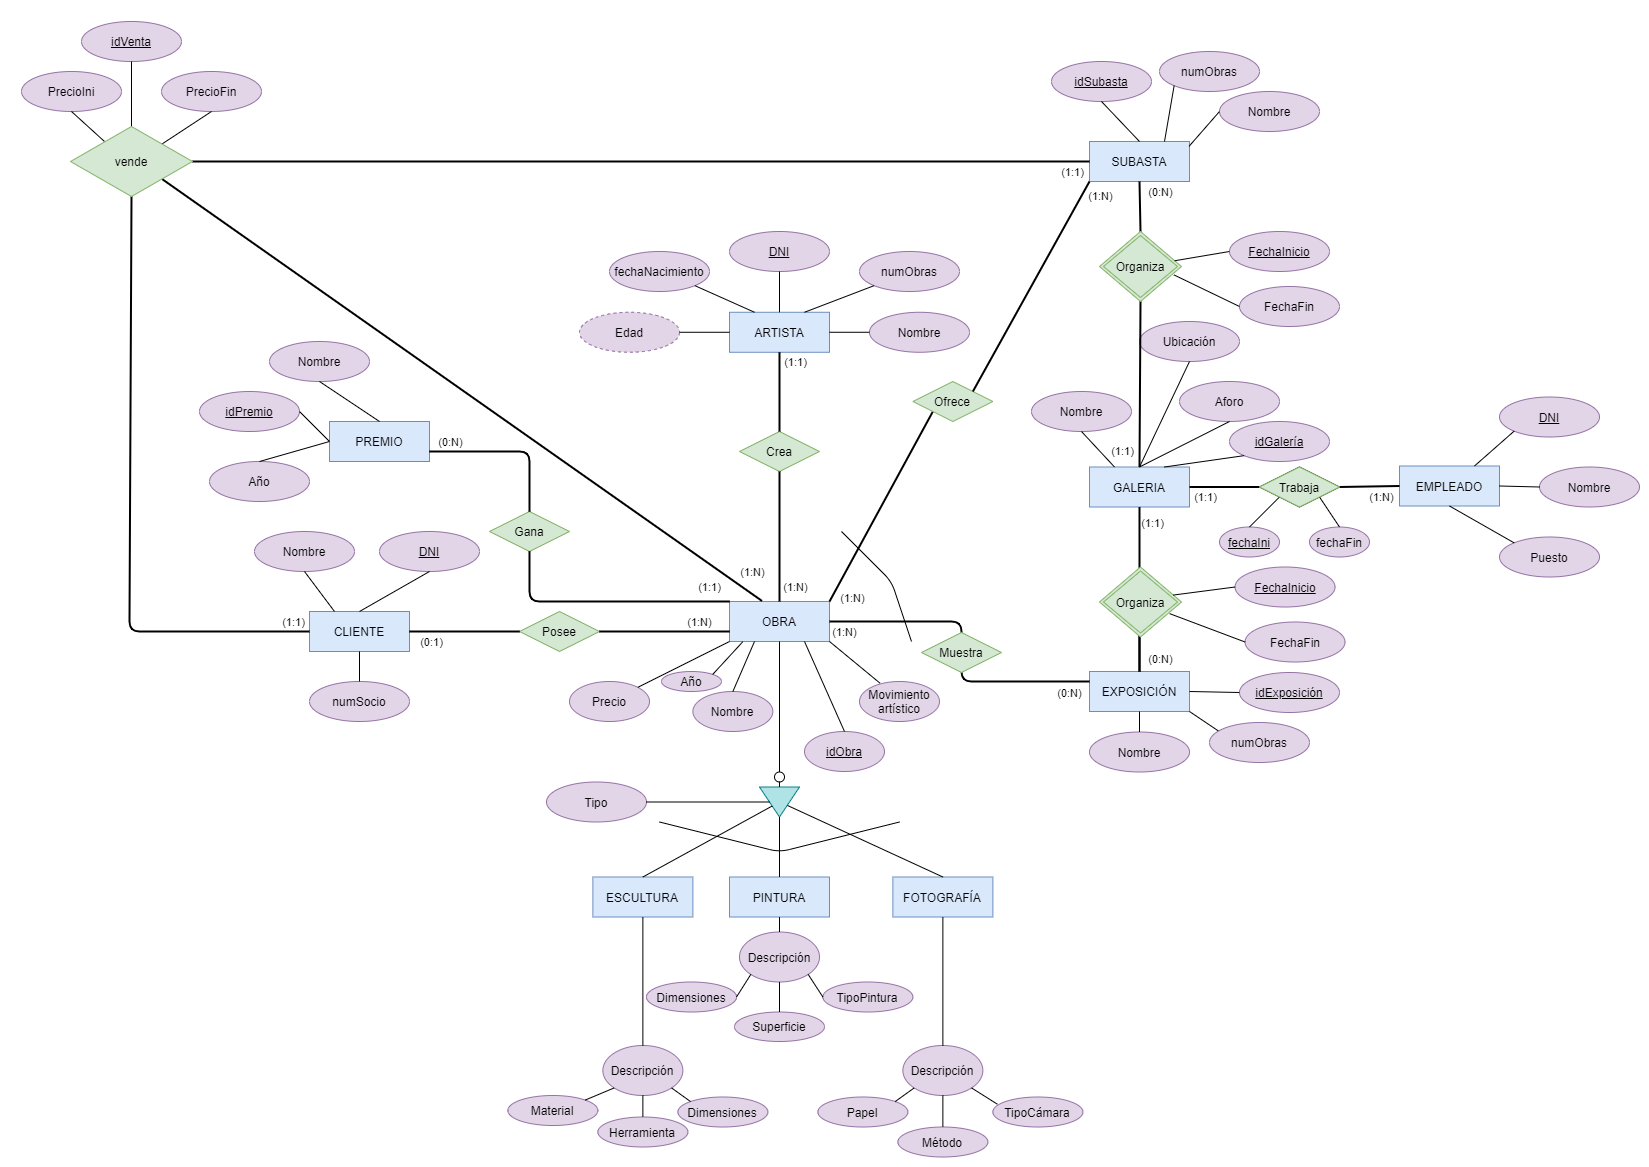 idVenta
PrecioIni
PrecioFin
vende
idSubasta
numObras
Nombre
SUBASTA
(1:1)
(1:N)
(0:N)
Organiza
FechaInicio
FechaFin
fechaNacimiento
DNI
numObras
Edad
ARTISTA
Nombre
(1:1)
Nombre
idPremio
PREMIO
(0:N)
Año
Crea
Ofrece
Ubicación
Nombre
Aforo
idGalería
(1:1)
GALERIA
(1:1)
(1:1)
Trabaja
fechaIni
fechaFin
(1:N)
EMPLEADO
DNI
Nombre
Puesto
Gana
Nombre
DNI
(1:1)
CLIENTE
(0:1)
numSocio
Posee
(1:1)
(1:N)
(1:N)
(1:N)
(1:N)
OBRA
(1:N)
Muestra
(0:N)
Organiza
FechaInicio
FechaFin
(0:N)
EXPOSICIÓN
idExposición
numObras
Nombre
Precio
Año
Nombre
idObra
Movimiento
artístico
Tipo
ESCULTURA
PINTURA
FOTOGRAFÍA
Descripción
Dimensiones
Superficie
TipoPintura
Descripción
Material
Herramienta
Dimensiones
Descripción
Papel
Método
TipoCámara